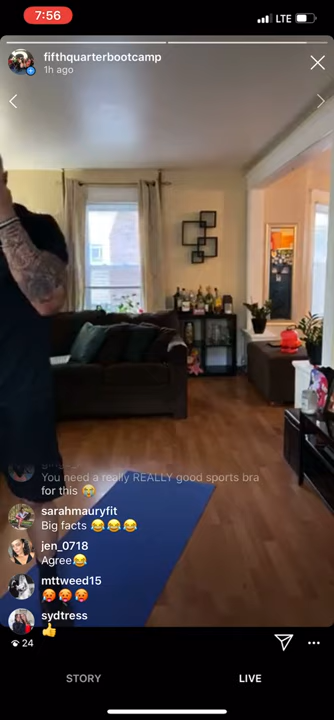 7:56
LTE
fifthquarterbootcamp
1h ago
You need a really REALLY good sports bra
for this 😭
sarahmauryfit
Big facts 😂😂😂
jen_0718
Agree😂
mttweed15
🥵🥵🥵
sydtress
👍
24
STORY
LIVE